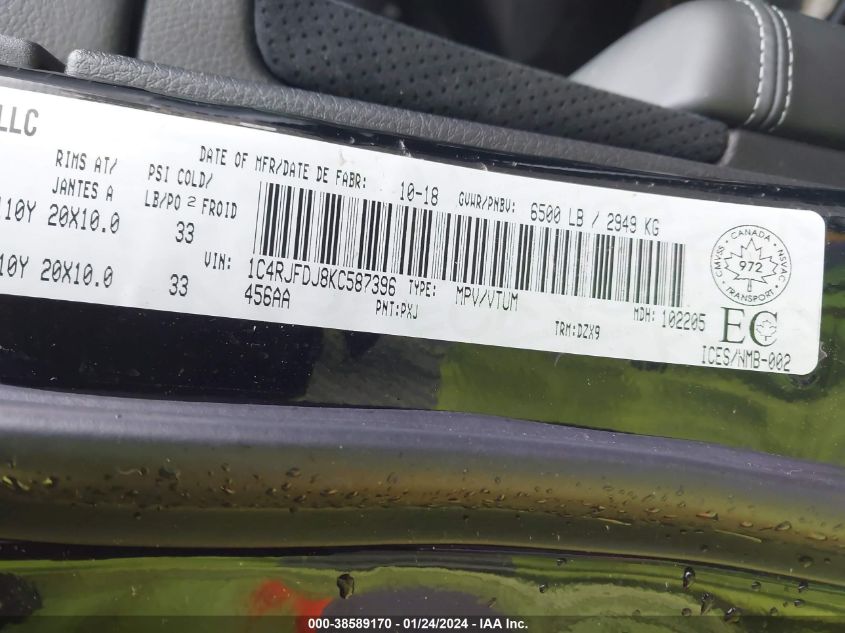 LLC
DATE OF MFR/DATE DE FABR: 10-18 GVWR/PNBV: 6500 LB / 2949 KG
RIMS AT/
JANTES A
PSI COLD/
LB/PO 2 FROID
110Y 20X10.0 33
10Y 20X10.0 33
VIN: 1C4RJFDJ8KC587396 TYPE: MPV/VTUM MDH: 102205
456AA PNT:PXJ TRM:DZX9
CANADA
CMVSS NSVAC
972
TRANSPORT
EC
ICES/NMB-002
000-38589170 - 01/24/2024 - IAA Inc.